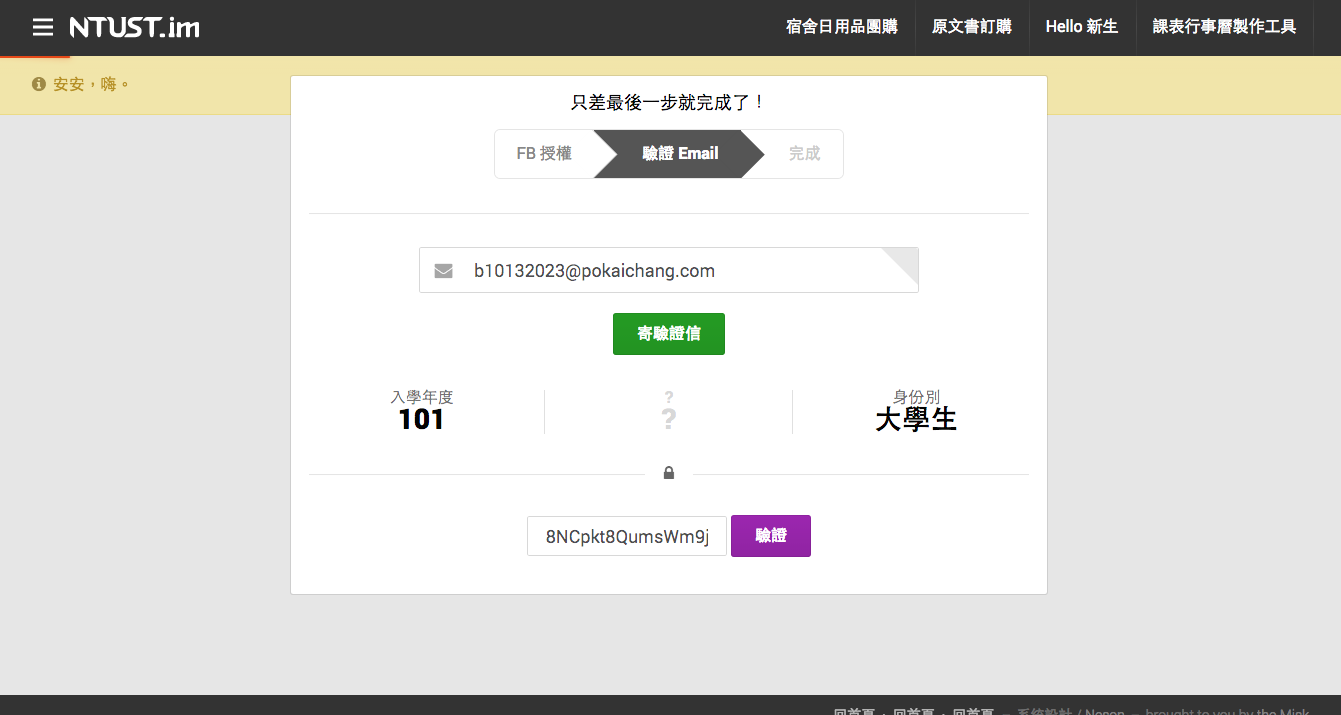 NTUST.im
宿舍日用品團購 原文書訂購 Hello 新生 課表行事曆製作工具
安安，嗨。
只差最後一步就完成了！
FB 授權 驗證 Email 完成
b10132023@pokaichang.com
寄驗證信
入學年度 ? 身份別
101 ? 大學生
8NCpkt8QumsWm9j 驗證
回首頁 · 回首頁 · 回首頁 – 系統設計 / Neson – brought to you by the Misk